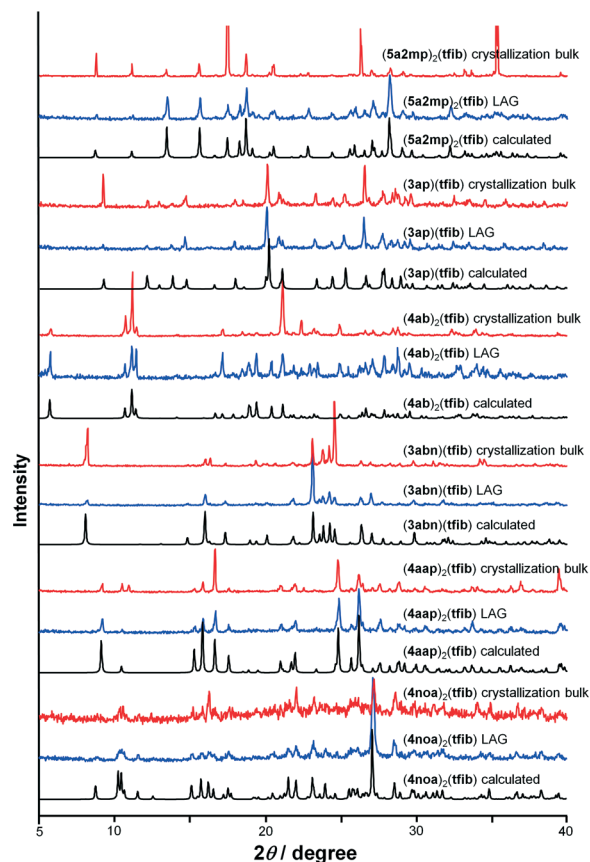 (5a2mp)₂(tfib) crystallization bulk
(5a2mp)₂(tfib) LAG
(5a2mp)₂(tfib) calculated
(3ap)(tfib) crystallization bulk
(3ap)(tfib) LAG
(3ap)(tfib) calculated
(4ab)₂(tfib) crystallization bulk
(4ab)₂(tfib) LAG
(4ab)₂(tfib) calculated
(3abn)(tfib) crystallization bulk
(3abn)(tfib) LAG
(3abn)(tfib) calculated
(4aap)₂(tfib) crystallization bulk
(4aap)₂(tfib) LAG
(4aap)₂(tfib) calculated
(4noa)₂(tfib) crystallization bulk
(4noa)₂(tfib) LAG
(4noa)₂(tfib) calculated
Intensity
5 10 20 30 40
2θ / degree